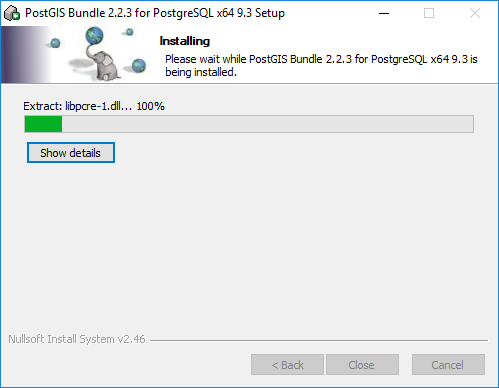 PostGIS Bundle 2.2.3 for PostgreSQL x64 9.3 Setup
Installing
Please wait while PostGIS Bundle 2.2.3 for PostgreSQL x64 9.3 is
being installed.
Extract: libpcre-1.dll... 100%
Show details
Nullsoft Install System v2.46
< Back
Close
Cancel